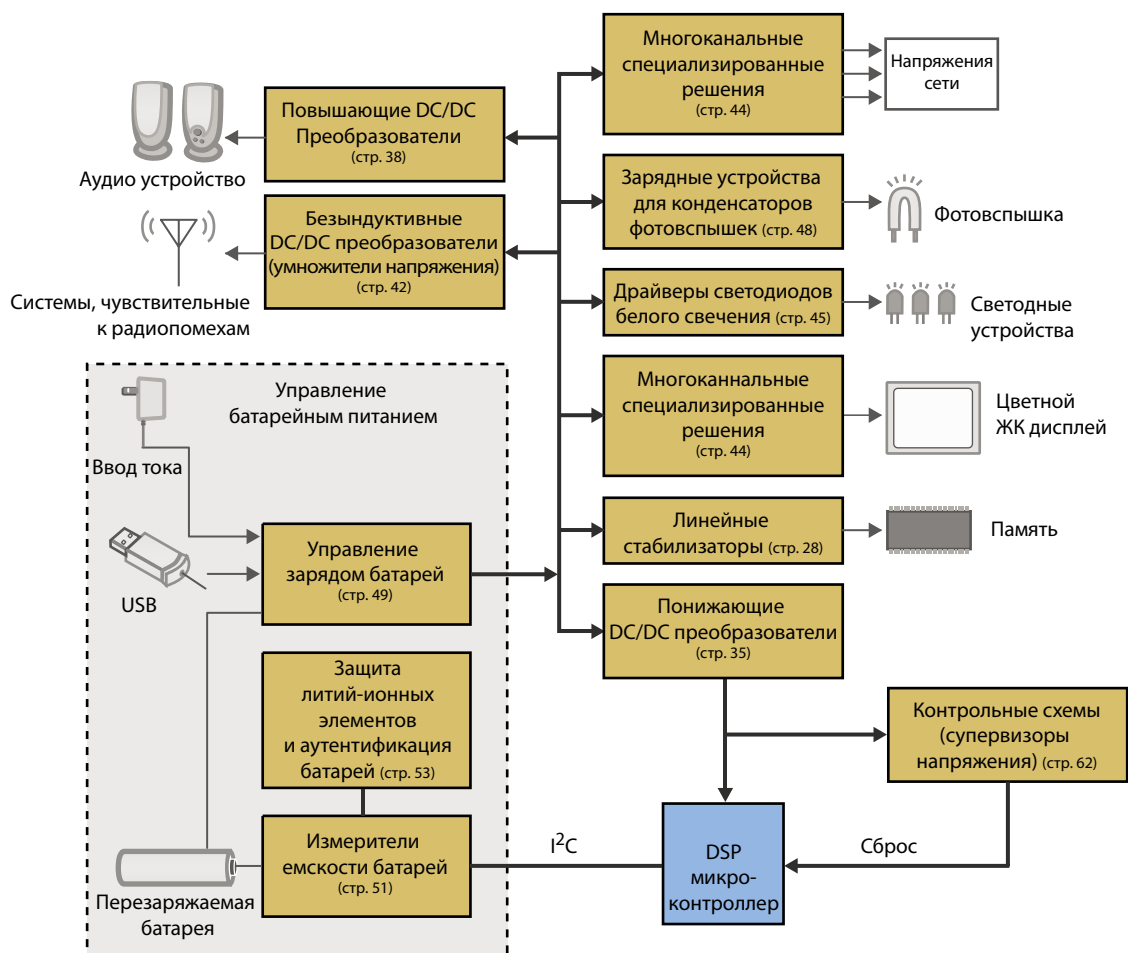 Многоканальные
специализированные
решения
(стр. 44)
Напряжения
сети
Повышающие DC/DC
Преобразователи
(стр. 38)
Аудио устройство
Зарядные устройства
для конденсаторов
фотовспышек (стр. 48)
Фотовспышка
Безындуктивные
DC/DC преобразователи
(умножители напряжения)
(стр. 42)
Системы, чувствительные
к радиопомехам
Драйверы светодиодов
белого свечения (стр. 45)
Светодные
устройства
Управление
батарейным питанием
Ввод тока
Многоканнальные
специализированные
решения
(стр. 44)
Цветной
ЖК дисплей
Линейные
стабилизаторы (стр. 28)
Память
USB
Управление
зарядом батарей
(стр. 49)
Понижающие
DC/DC преобразователи
(стр. 35)
Защита
литий-ионных
элементов
и аутентификация
батарей (стр. 53)
Контрольные схемы
(супервизоры
напряжения) (стр. 62)
Измерители
емскости батарей
(стр. 51)
I²C
DSP
микро-
контроллер
Сброс
Перезаряжаемая
батарея